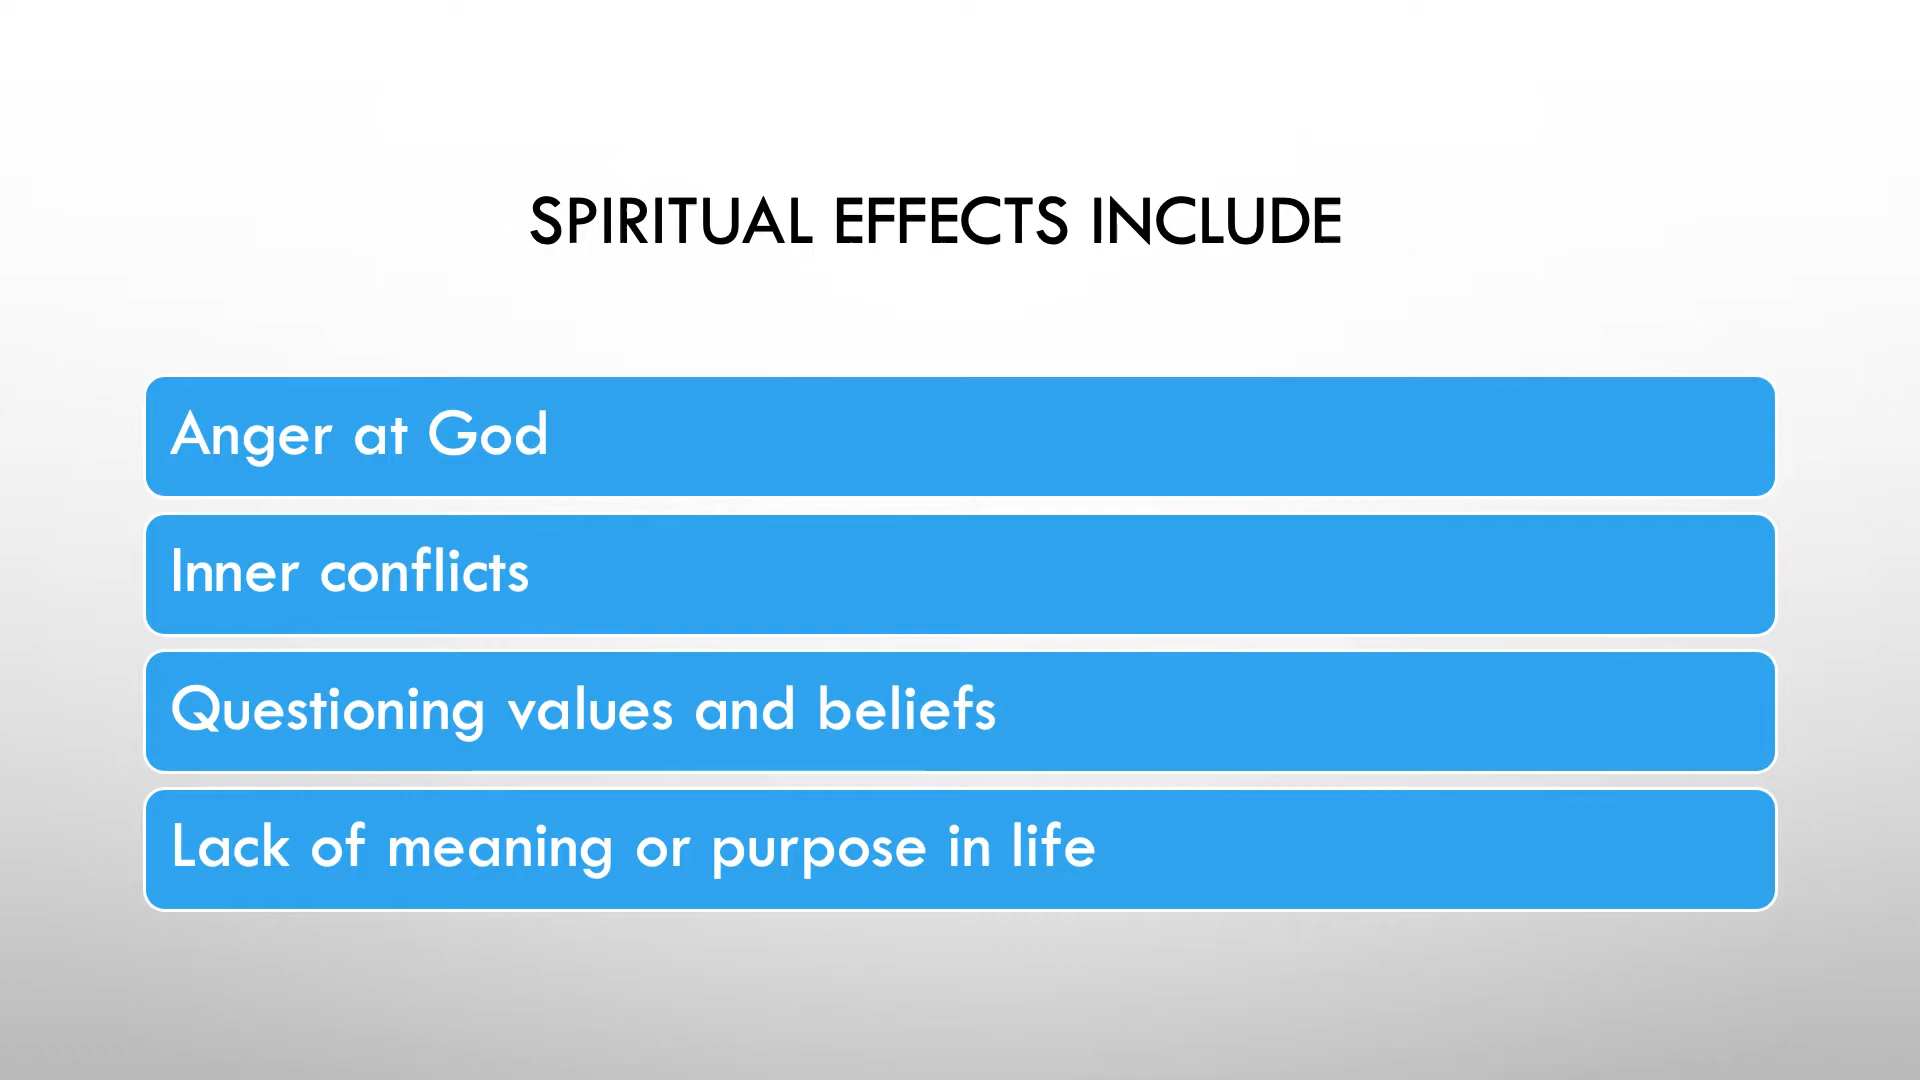 SPIRITUAL EFFECTS INCLUDE
Anger at God
Inner conflicts
Questioning values and beliefs
Lack of meaning or purpose in life